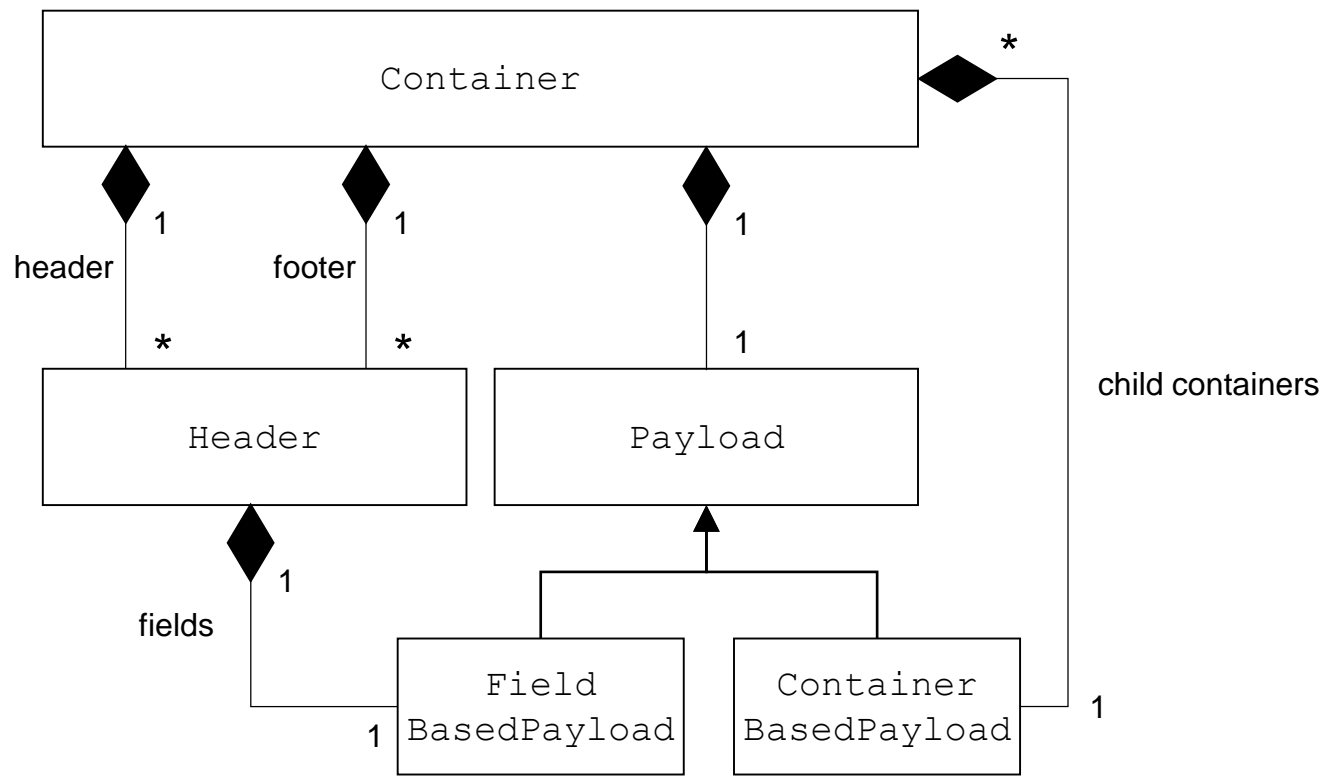 Container
*
1
1
1
header
footer
*
*
1
child containers
Header
Payload
1
fields
Field
BasedPayload
Container
BasedPayload
1
1